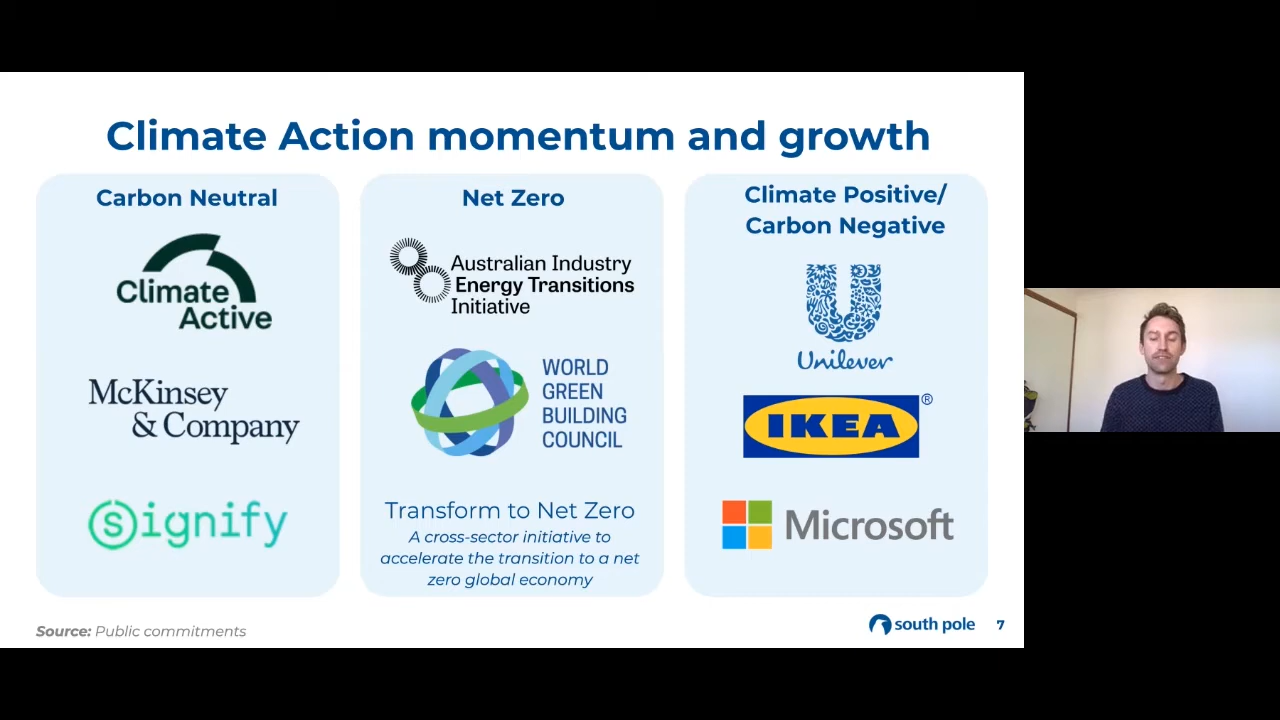 Climate Action momentum and growth
Carbon Neutral
Climate
Active
McKinsey
& Company
signify
Net Zero
Australian Industry
Energy Transitions
Initiative
WORLD
GREEN
BUILDING
COUNCIL
Transform to Net Zero
A cross-sector initiative to
accelerate the transition to a net
zero global economy
Climate Positive/
Carbon Negative
U
Unilever
IKEA®
Microsoft
Source: Public commitments
south pole 7